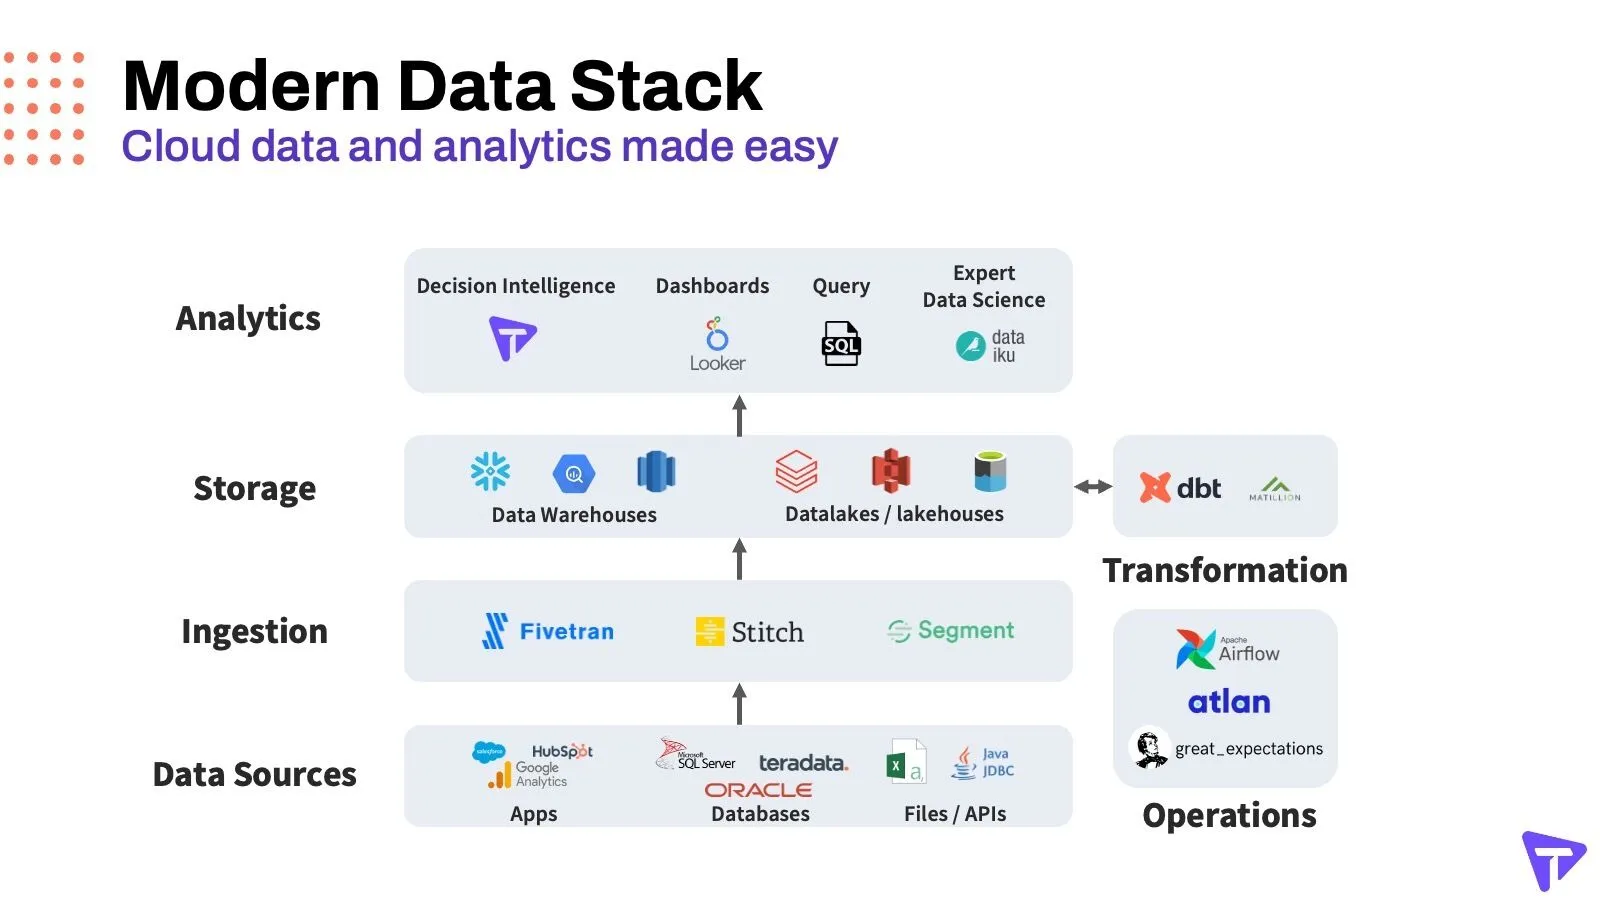 Modern Data Stack
Cloud data and analytics made easy
Analytics
Decision Intelligence
T
Dashboards
Looker
Query
SQL
Expert
Data Science
data
iku
Storage
Data Warehouses
Datalakes / lakehouses
dbt
MATILLION
Transformation
Ingestion
Fivetran
Stitch
Segment
Apache
Airflow
atlan
great_expectations
Operations
Data Sources
salesforce
HubSpot
Google
Analytics
Apps
Microsoft
SQL Server
teradata.
ORACLE
Databases
X
a,
Java
JDBC
Files / APIs
T